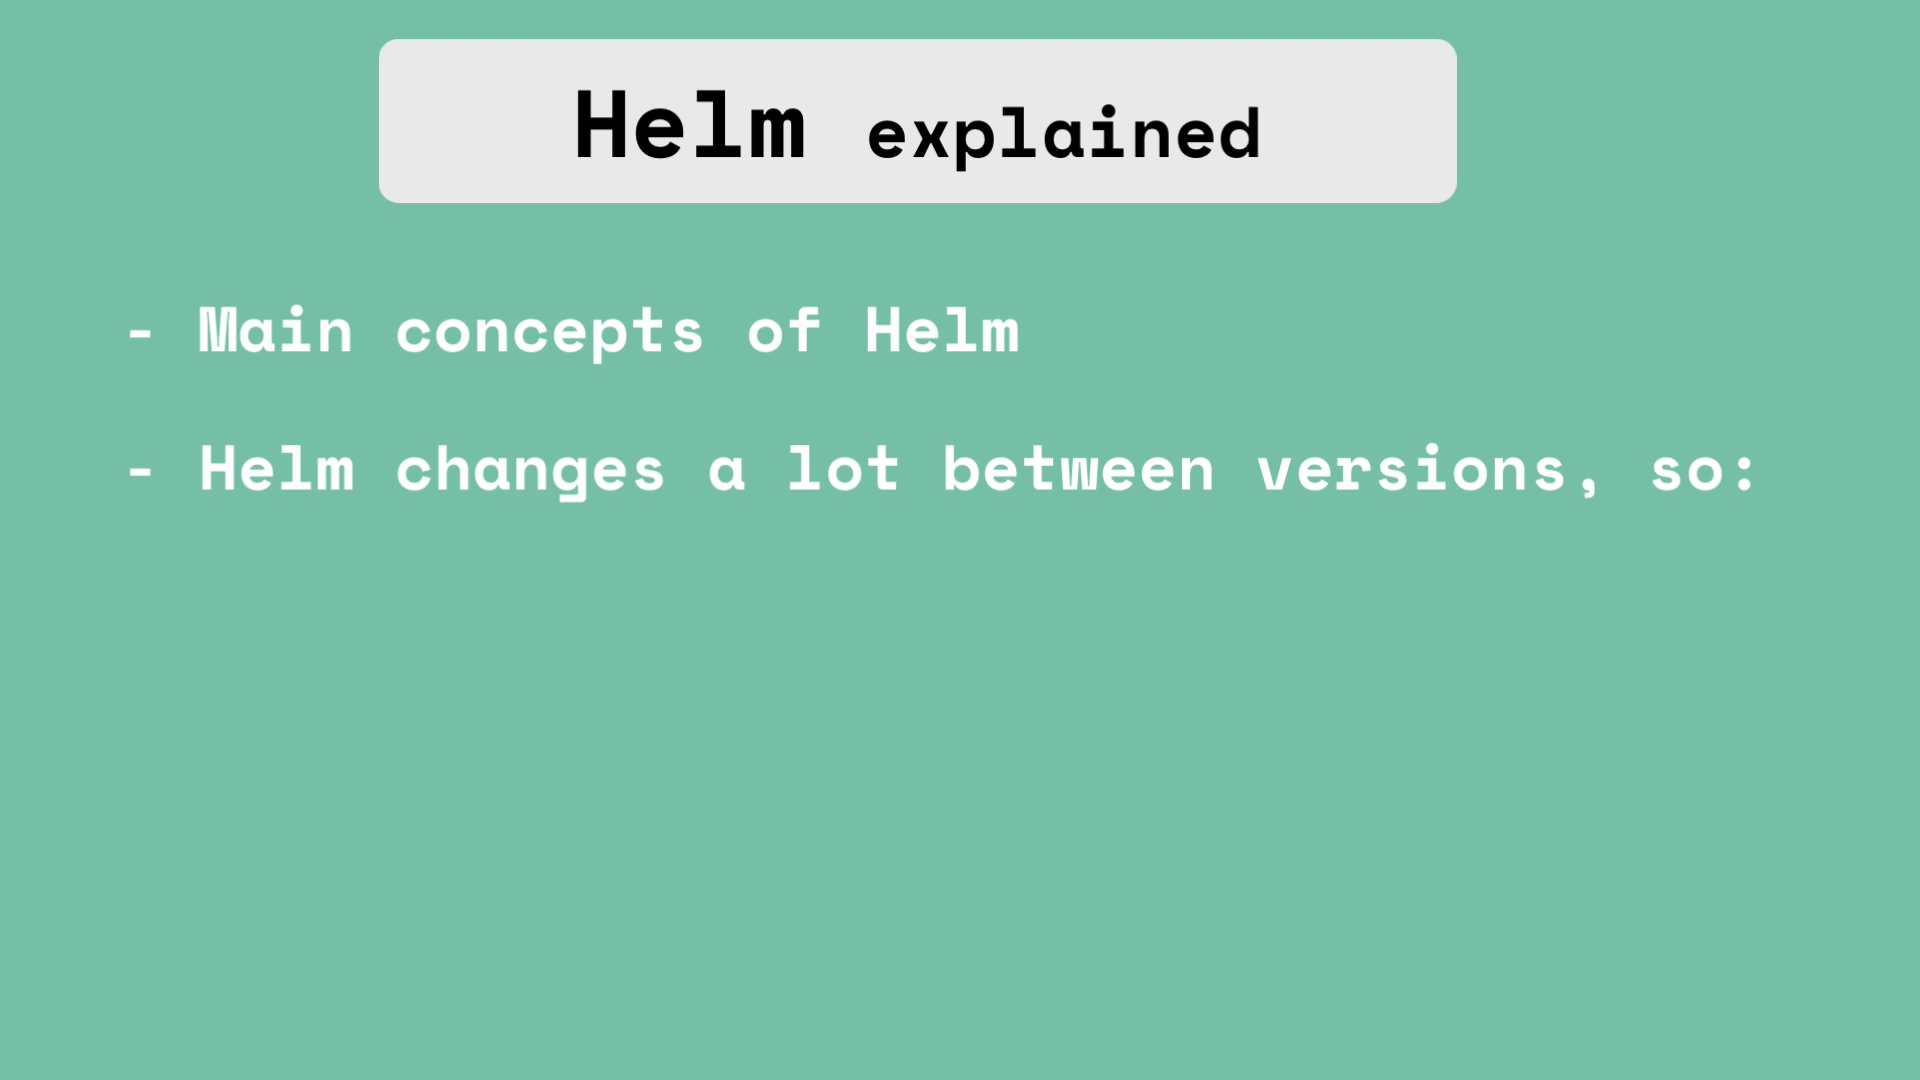 Helm explained
- Main concepts of Helm
- Helm changes a lot between versions, so: